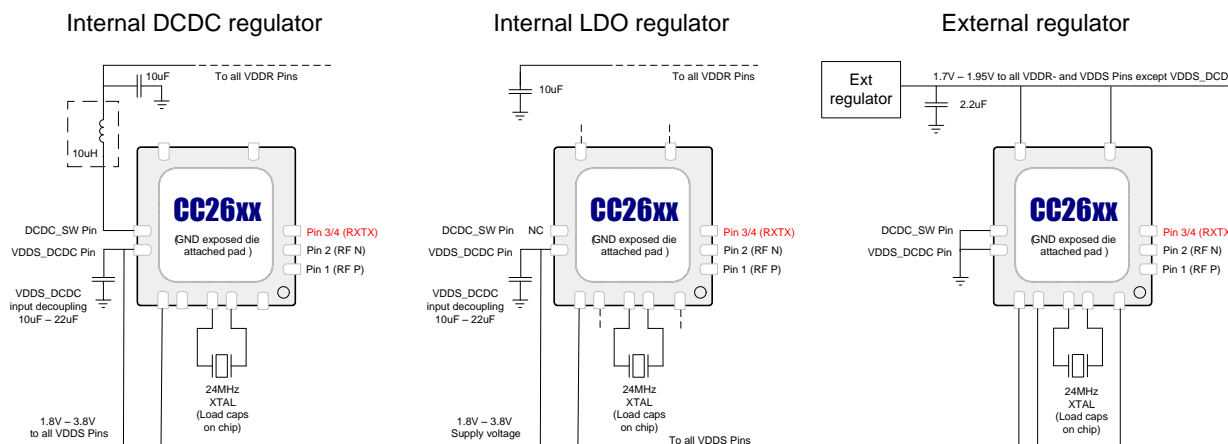 Internal DCDC regulator
10uF
To all VDDR Pins
10uH
CC26xx
(GND exposed die
attached pad )
DCDC_SW Pin
VDDS_DCDC Pin
Pin 3/4 (RXTX)
Pin 2 (RF N)
Pin 1 (RF P)
VDDS_DCDC
input decoupling
10uF – 22uF
24MHz
XTAL
(Load caps
on chip)
1.8V – 3.8V
to all VDDS Pins
Internal LDO regulator
10uF
To all VDDR Pins
CC26xx
(GND exposed die
attached pad )
DCDC_SW Pin
NC
VDDS_DCDC Pin
Pin 3/4 (RXTX)
Pin 2 (RF N)
Pin 1 (RF P)
VDDS_DCDC
input decoupling
10uF – 22uF
24MHz
XTAL
(Load caps
on chip)
1.8V – 3.8V
Supply voltage
To all VDDS Pins
External regulator
Ext
regulator
1.7V – 1.95V to all VDDR- and VDDS Pins except VDDS_DCD
2.2uF
CC26xx
(GND exposed die
attached pad )
DCDC_SW Pin
VDDS_DCDC Pin
Pin 3/4 (RXTX
Pin 2 (RF N)
Pin 1 (RF P)
24MHz
XTAL
(Load caps
on chip)